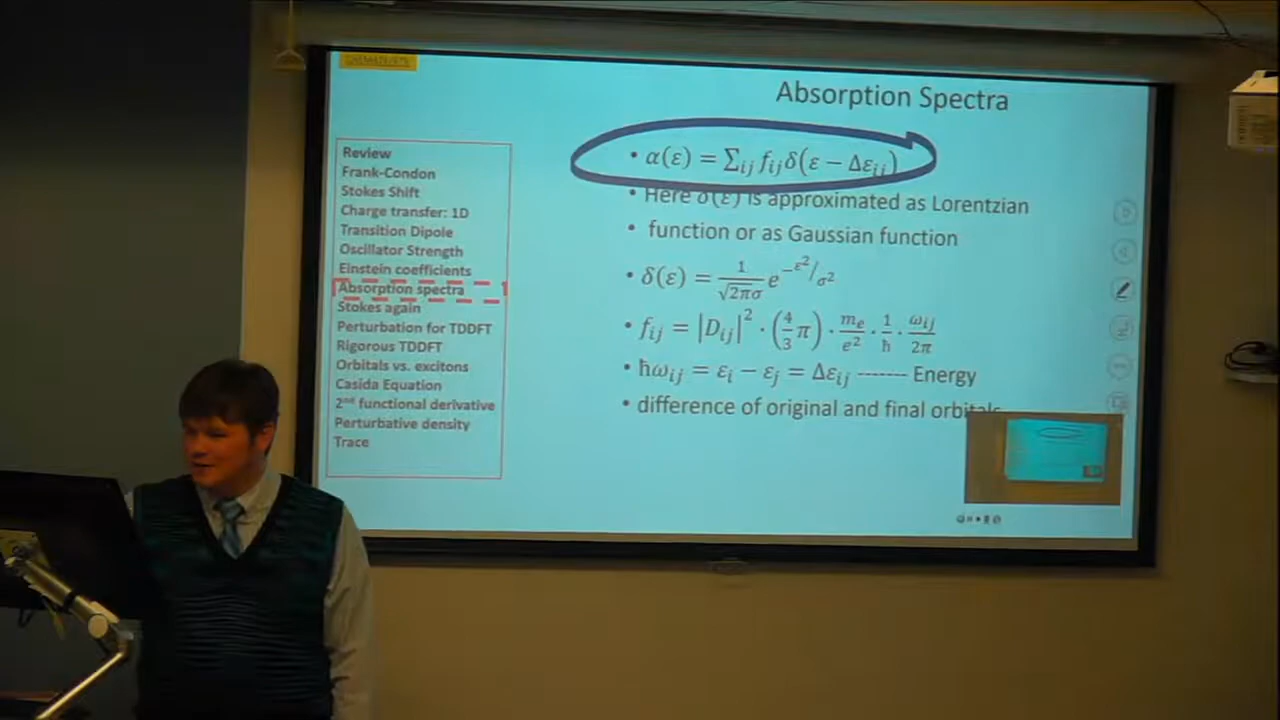 Absorption Spectra
Review
Frank-Condon
Stokes Shift
Charge transfer: 1D
Transition Dipole
Oscillator Strength
Einstein coefficients
Absorption spectra
Stokes again
Perturbation for TDDFT
Rigorous TDDFT
Orbitals vs. excitons
Casida Equation
2nd functional derivative
Perturbative density
Trace
• α(ε) = ∑ij fij δ(ε − Δεij)
• Here δ(ε) is approximated as Lorentzian
• function or as Gaussian function
• δ(ε) = 1/√2πσ e^−ε²/σ²
• fij = |Dij|² · (4/3 π) · me/e² · 1/ħ · ωij/2π
• ħωij = εi − εj = Δεij ------- Energy
• difference of original and final orbitals